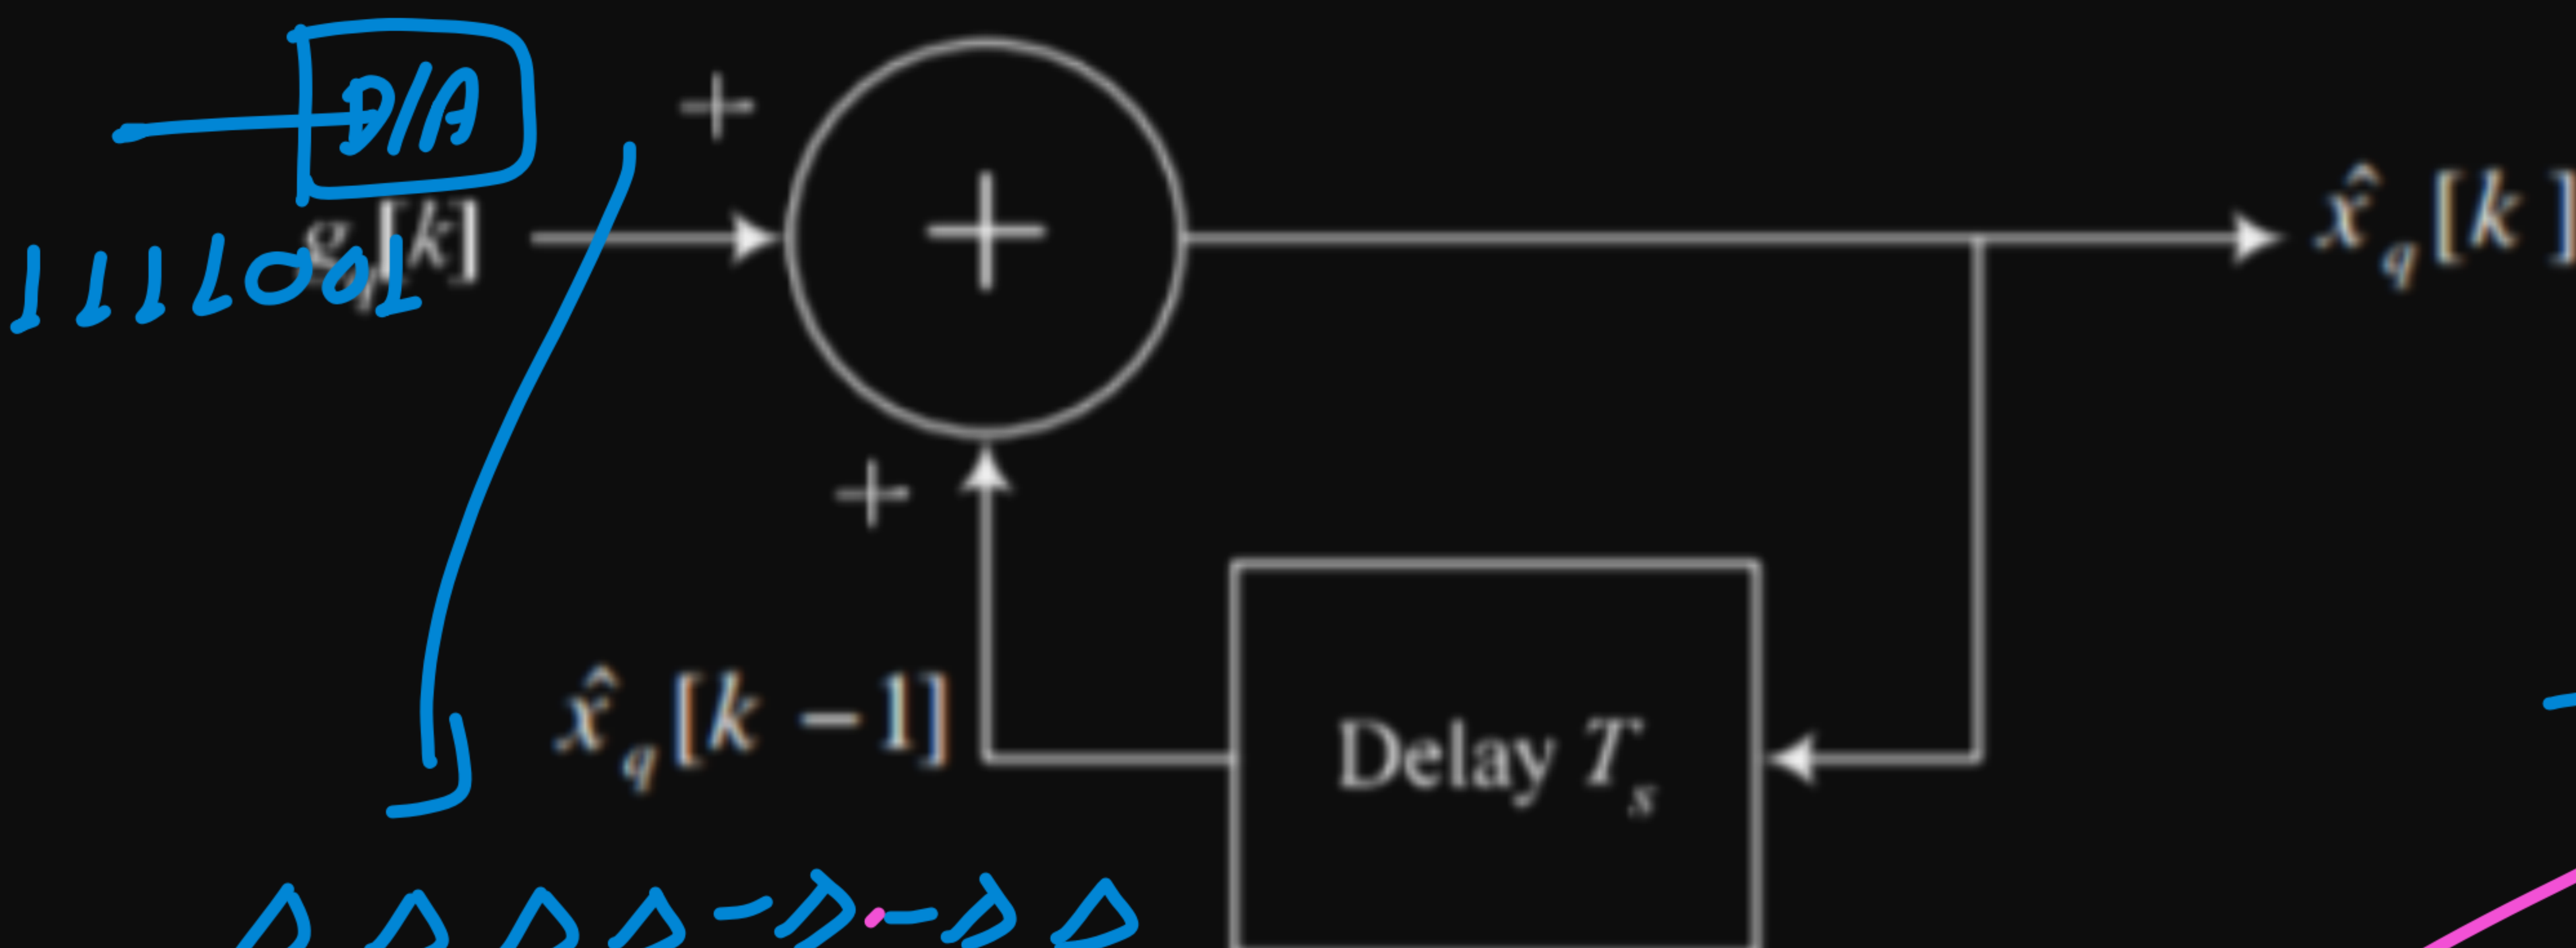 D/A
+
+
g_q[k]
x̂_q[k]
1111001
+
x̂_q[k−1]
Delay T_s
Δ Δ Δ Δ -Δ -Δ Δ